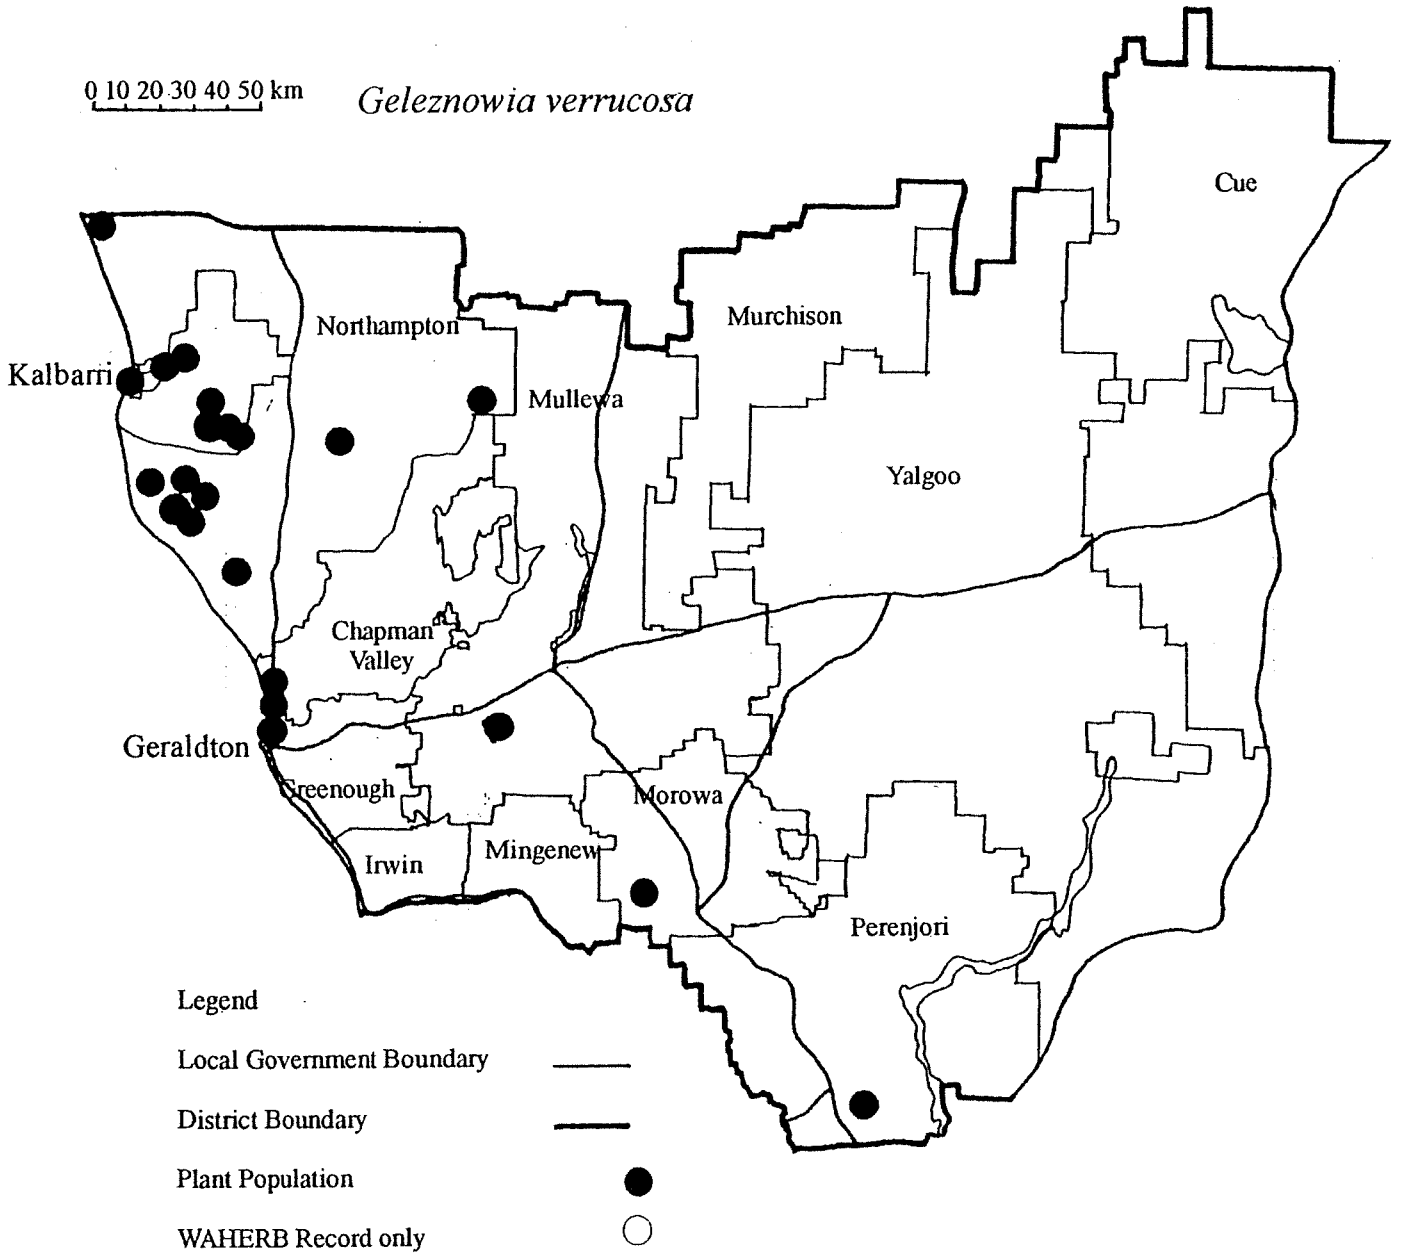 0 10 20 30 40 50 km
Geleznowia verrucosa
Cue
Northampton
Murchison
Kalbarri
Mullewa
Yalgoo
Chapman
Valley
Geraldton
Greenough
Morowa
Irwin
Mingenew
Perenjori
Legend
Local Government Boundary
District Boundary
Plant Population
WAHERB Record only